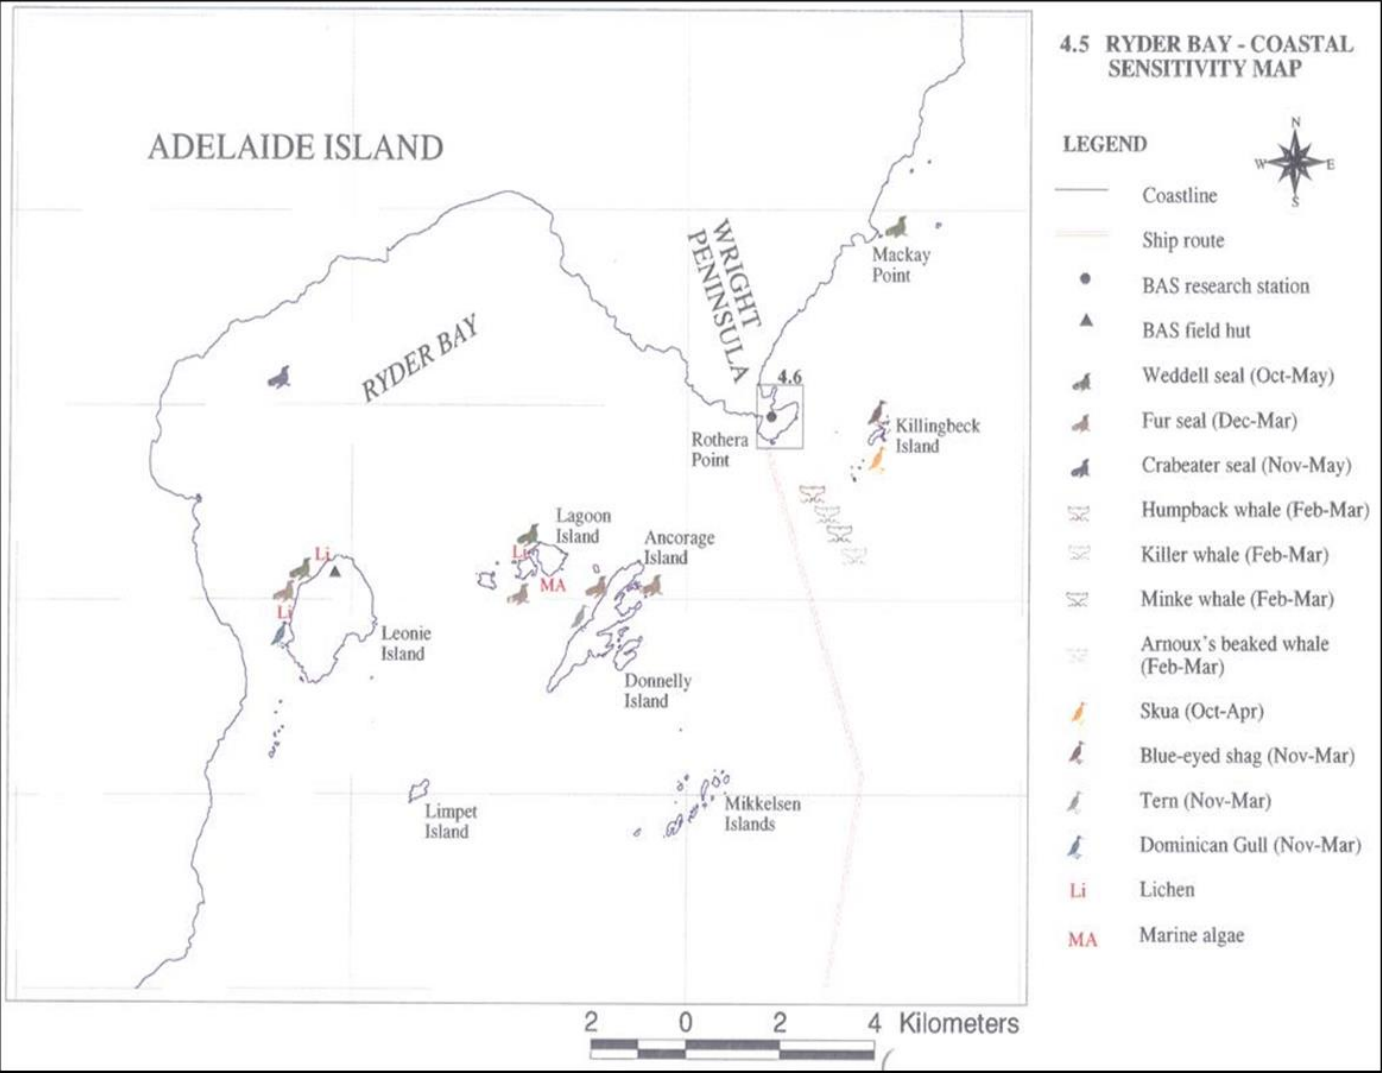 4.5 RYDER BAY - COASTAL
SENSITIVITY MAP
ADELAIDE ISLAND
N
W E
S
LEGEND
Coastline
Ship route
BAS research station
BAS field hut
Weddell seal (Oct-May)
Fur seal (Dec-Mar)
Crabeater seal (Nov-May)
Humpback whale (Feb-Mar)
Killer whale (Feb-Mar)
Minke whale (Feb-Mar)
Arnoux's beaked whale
(Feb-Mar)
Skua (Oct-Apr)
Blue-eyed shag (Nov-Mar)
Tern (Nov-Mar)
Dominican Gull (Nov-Mar)
Li Lichen
MA Marine algae
WRIGHT
PENINSULA
Mackay
Point
RYDER BAY
4.6
Rothera
Point
Killingbeck
Island
Lagoon
Island
Li
MA
Ancorage
Island
Li
Li
Leonie
Island
Donnelly
Island
Limpet
Island
Mikkelsen
Islands
2 0 2 4 Kilometers